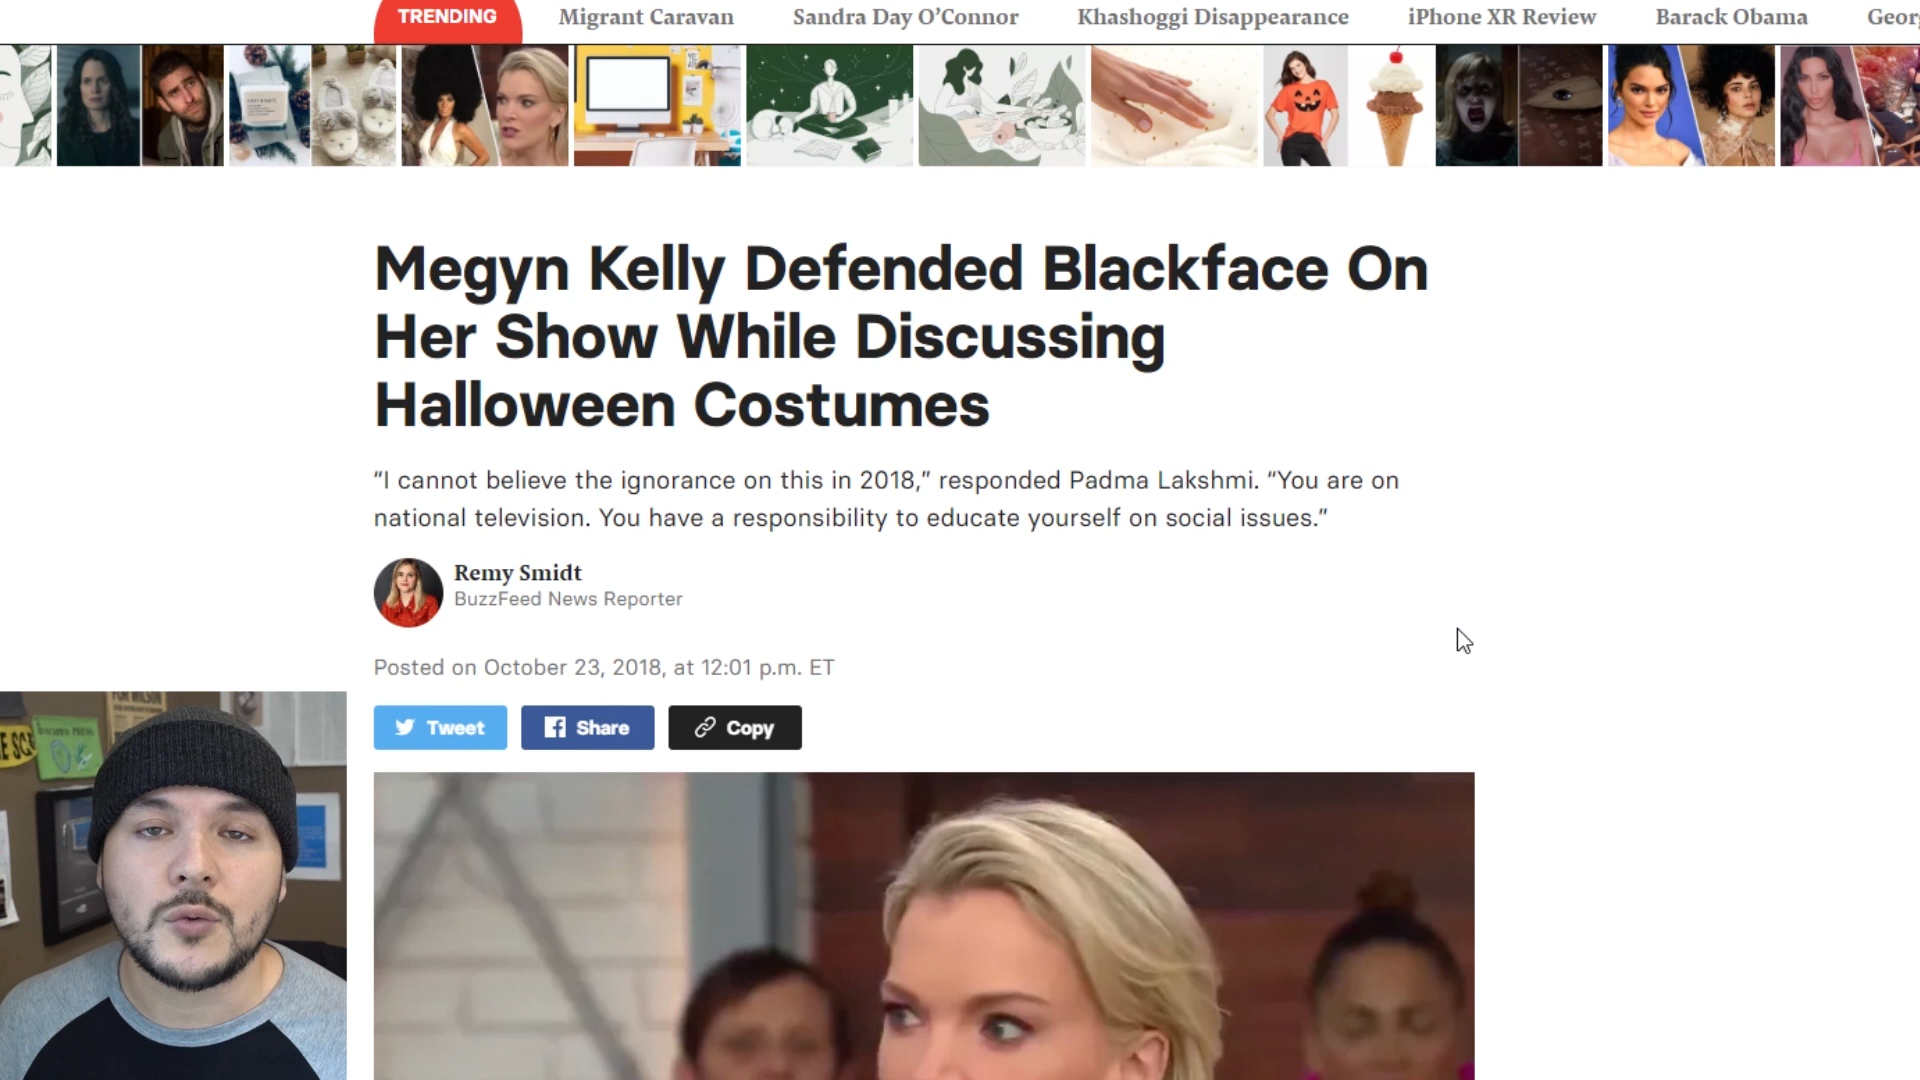 TRENDING
Migrant Caravan
Sandra Day O’Connor
Khashoggi Disappearance
iPhone XR Review
Barack Obama
Megyn Kelly Defended Blackface On
Her Show While Discussing
Halloween Costumes
“I cannot believe the ignorance on this in 2018,” responded Padma Lakshmi. “You are on
national television. You have a responsibility to educate yourself on social issues.”
Remy Smidt
BuzzFeed News Reporter
Posted on October 23, 2018, at 12:01 p.m. ET
Tweet
Share
Copy